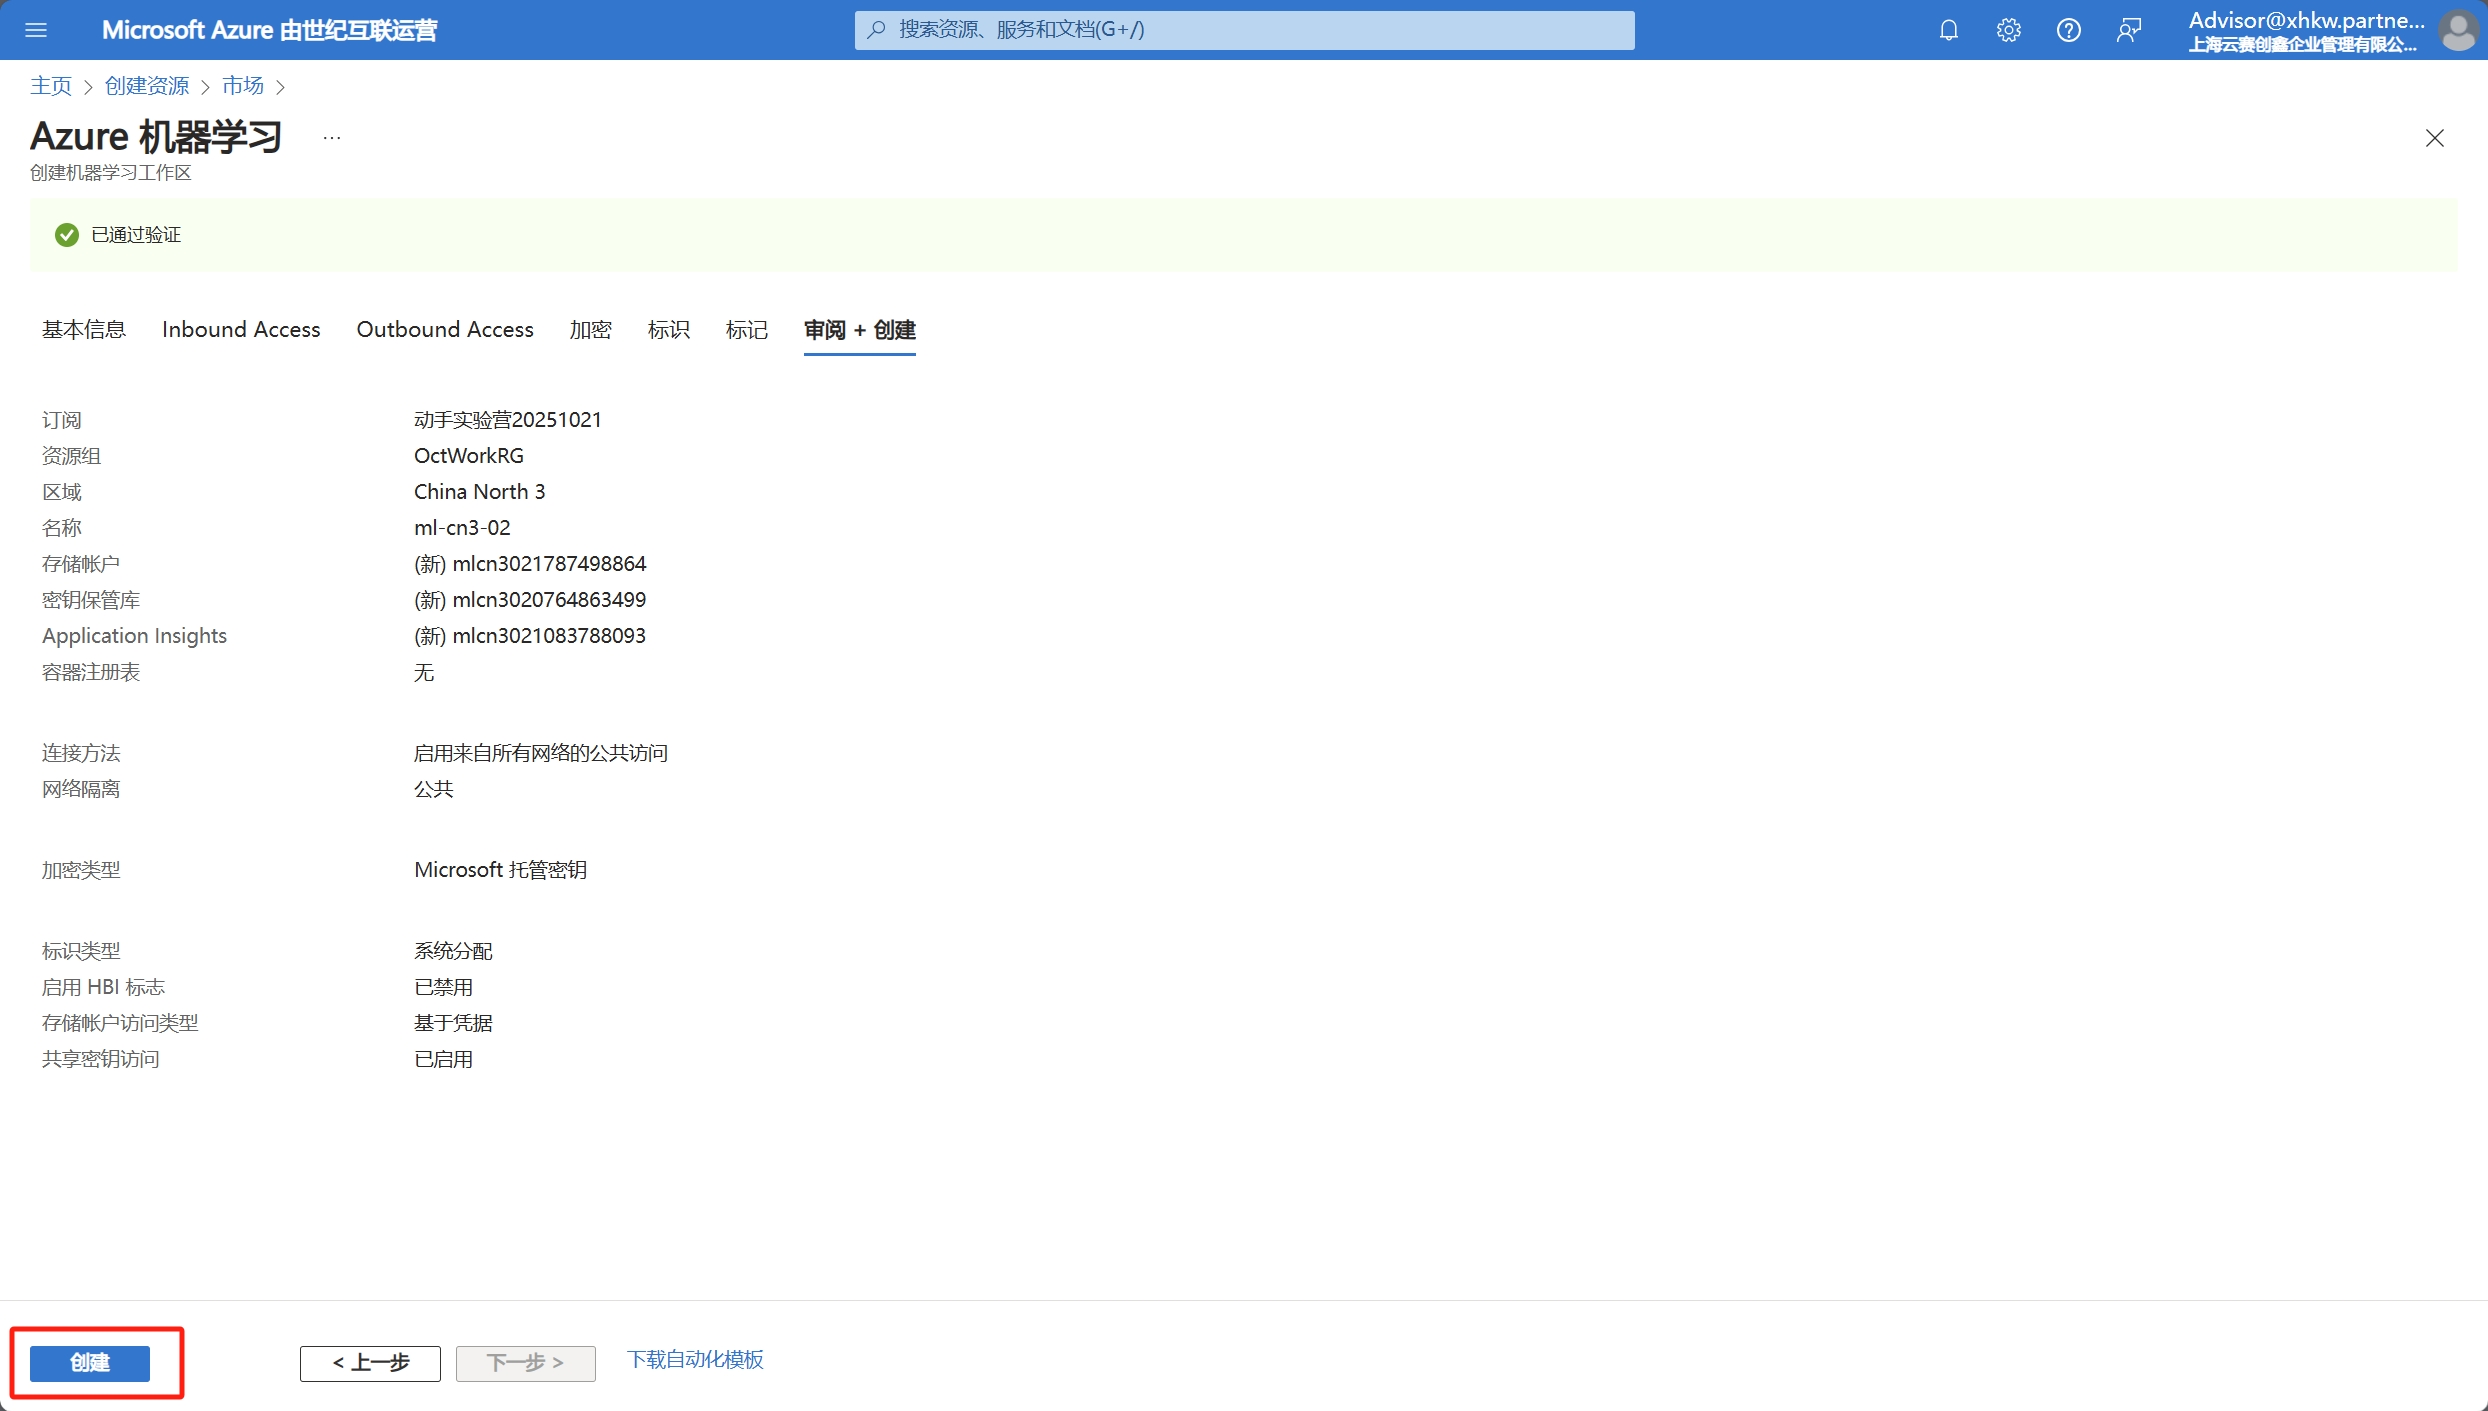 Microsoft Azure 由世纪互联运营
搜索资源、服务和文档(G+/)
Advisor@xhkw.partne...
上海云赛创鑫企业管理有限公...
主页 > 创建资源 > 市场 >
Azure 机器学习 ...
创建机器学习工作区
已通过验证
基本信息 Inbound Access Outbound Access 加密 标识 标记 审阅 + 创建
订阅 动手实验营20251021
资源组 OctWorkRG
区域 China North 3
名称 ml-cn3-02
存储帐户 (新) mlcn3021787498864
密钥保管库 (新) mlcn3020764863499
Application Insights (新) mlcn3021083788093
容器注册表 无
连接方法 启用来自所有网络的公共访问
网络隔离 公共
加密类型 Microsoft 托管密钥
标识类型 系统分配
启用 HBI 标志 已禁用
存储帐户访问类型 基于凭据
共享密钥访问 已启用
创建 < 上一步 下一步 > 下载自动化模板